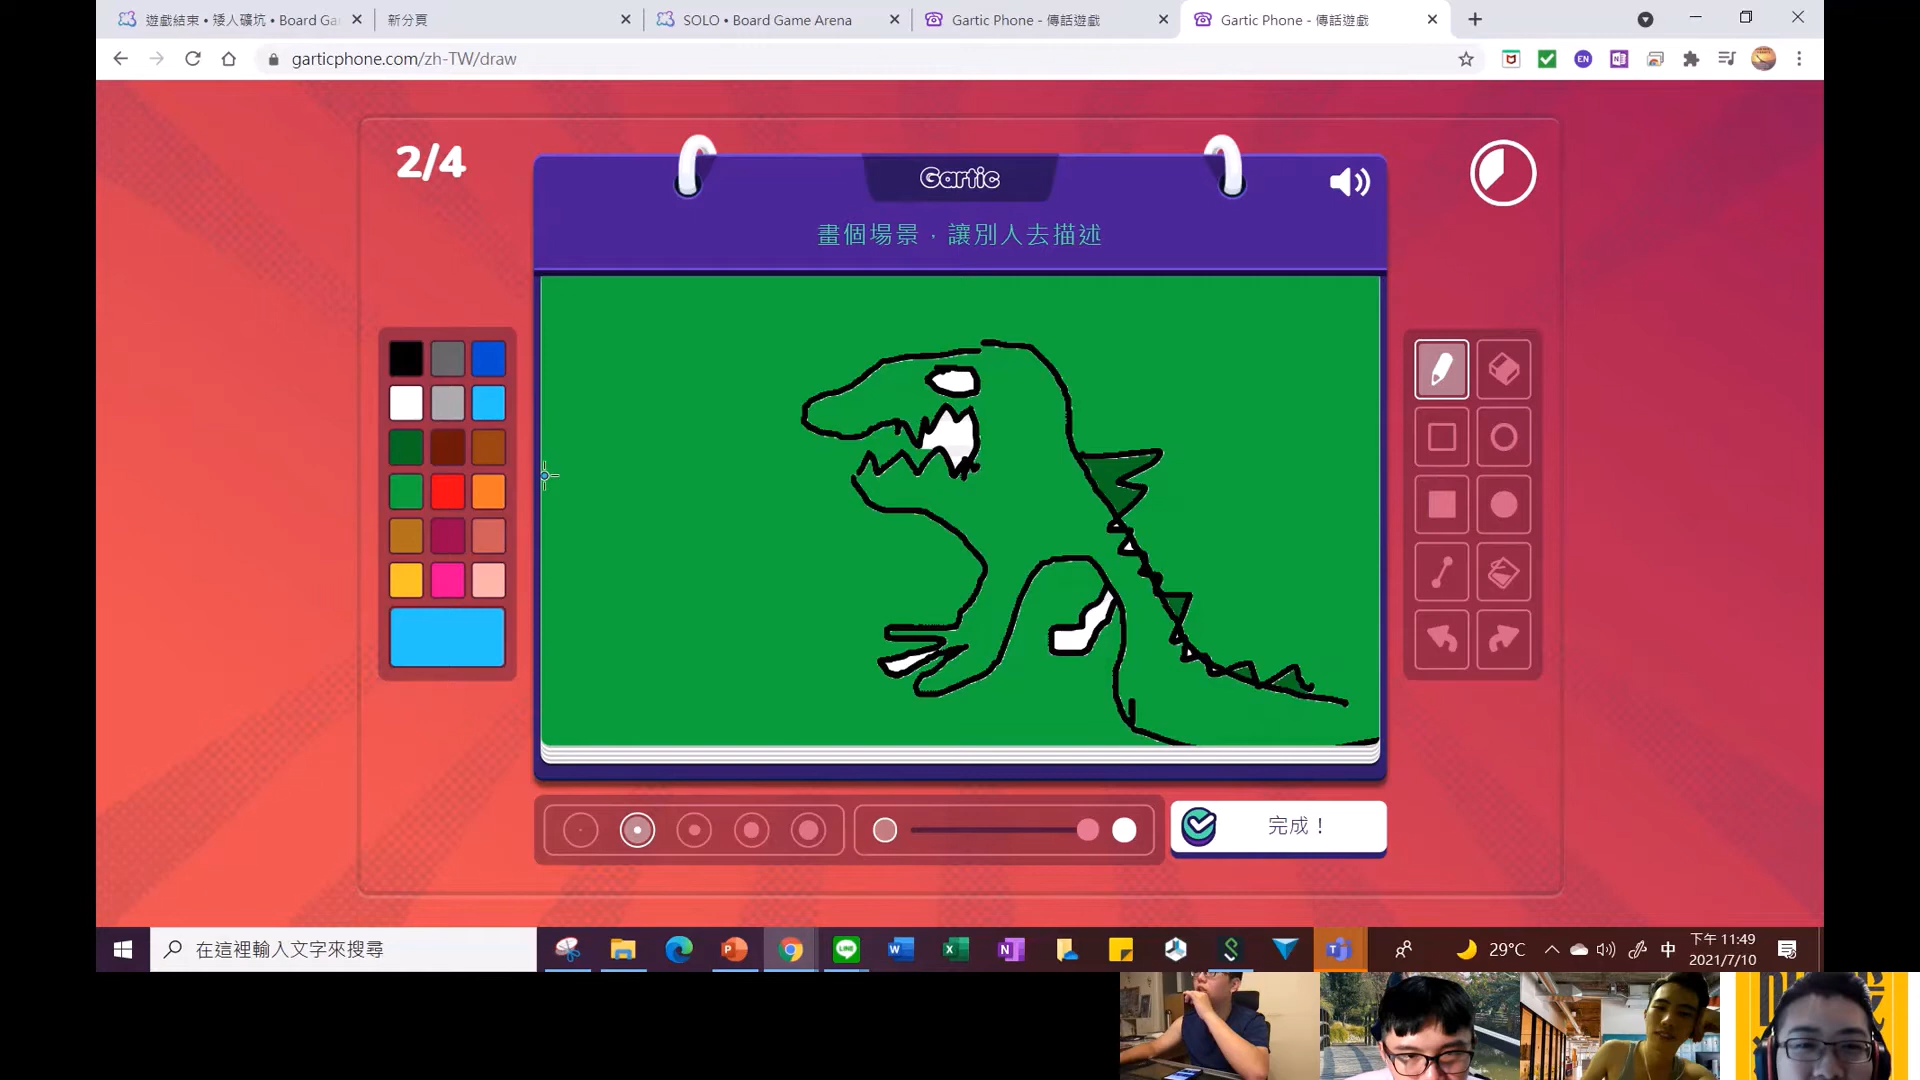 遊戲結束 • 矮人礦坑 • Board Ga
新分頁
SOLO • Board Game Arena
Gartic Phone - 傳話遊戲
Gartic Phone - 傳話遊戲
garticphone.com/zh-TW/draw
2/4
Gartic
畫個場景，讓別人去描述
完成！
在這裡輸入文字來搜尋
29°C
中
下午 11:49
2021/7/10